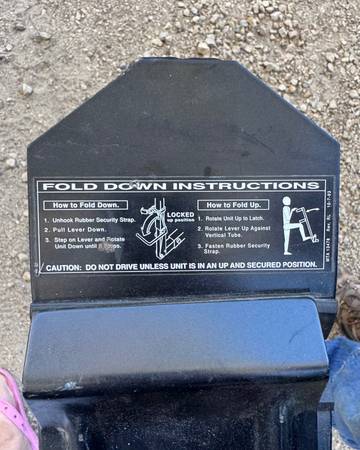 FOLD DOWN INSTRUCTIONS
How to Fold Down.
1. Unhook Rubber Security Strap.
2. Pull Lever Down.
3. Step on Lever and Rotate
Unit Down until it stops.
LOCKED
up position
How to Fold Up.
1. Rotate Unit Up to Latch.
2. Rotate Lever Up Against
Vertical Tube.
3. Fasten Rubber Security
Strap.
CAUTION: DO NOT DRIVE UNLESS UNIT IS IN AN UP AND SECURED POSITION.